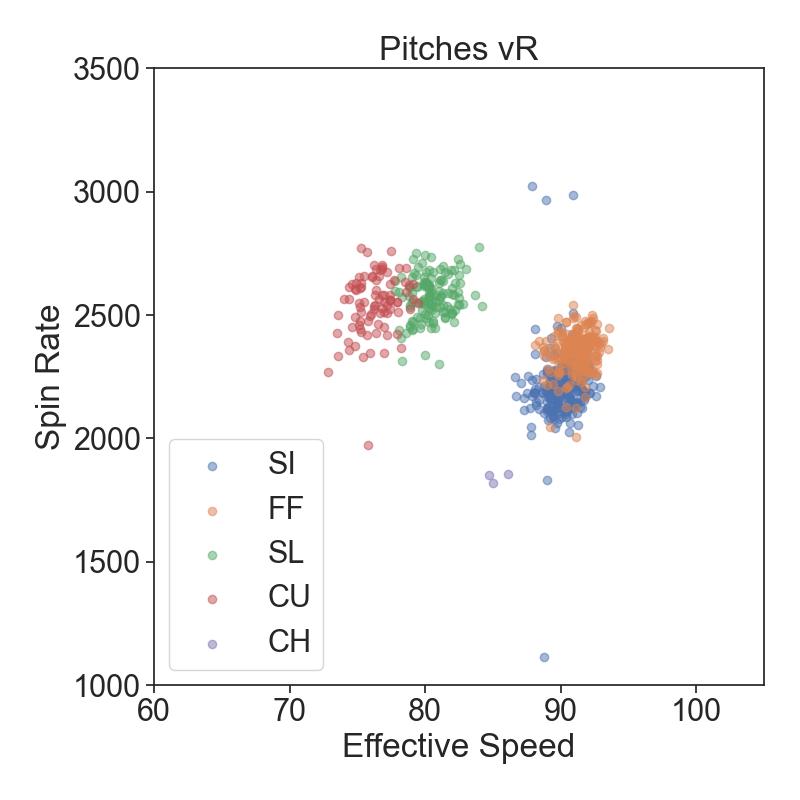 Pitches vR
3500
3000
2500
2000
1500
1000
Spin Rate
SI
FF
SL
CU
CH
60 70 80 90 100
Effective Speed